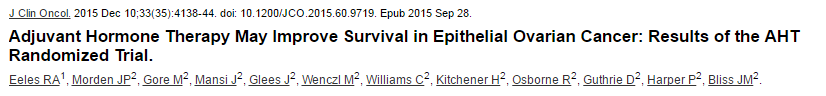 J Clin Oncol. 2015 Dec 10;33(35):4138-44. doi: 10.1200/JCO.2015.60.9719. Epub 2015 Sep 28.
Adjuvant Hormone Therapy May Improve Survival in Epithelial Ovarian Cancer: Results of the AHT
Randomized Trial.
Eeles RA1, Morden JP2, Gore M2, Mansi J2, Glees J2, Wenczl M2, Williams C2, Kitchener H2, Osborne R2, Guthrie D2, Harper P2, Bliss JM2.